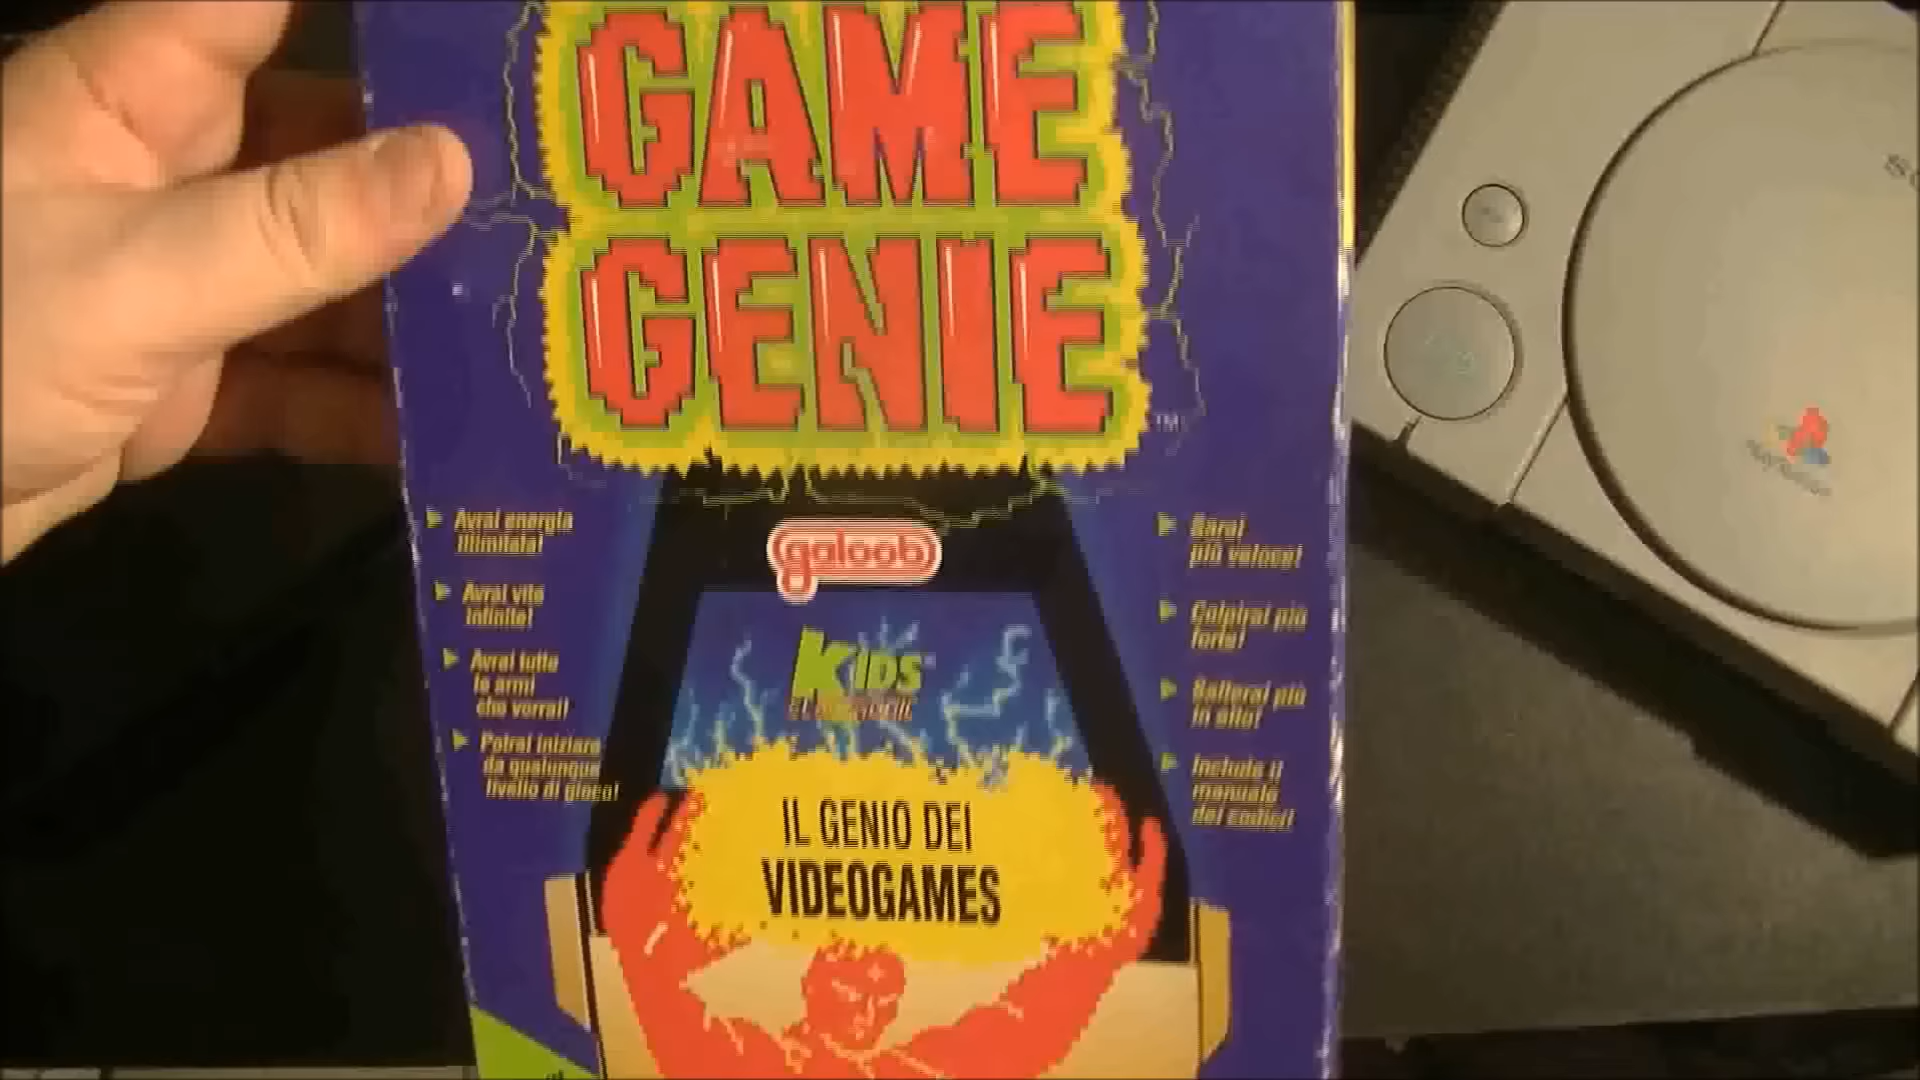 GAME
GENIE
TM
galoob
KIDS
Avrai energia
illimitata!
Avrai vite
infinite!
Avrai tutte
le armi
che vorrai!
Potrai iniziare
da qualunque
livello di gioco!
Sarai
più veloce!
Colpirai più
forte!
Salterai più
in alto!
Include il
manuale
dei codici!
IL GENIO DEI
VIDEOGAMES
PlayStation